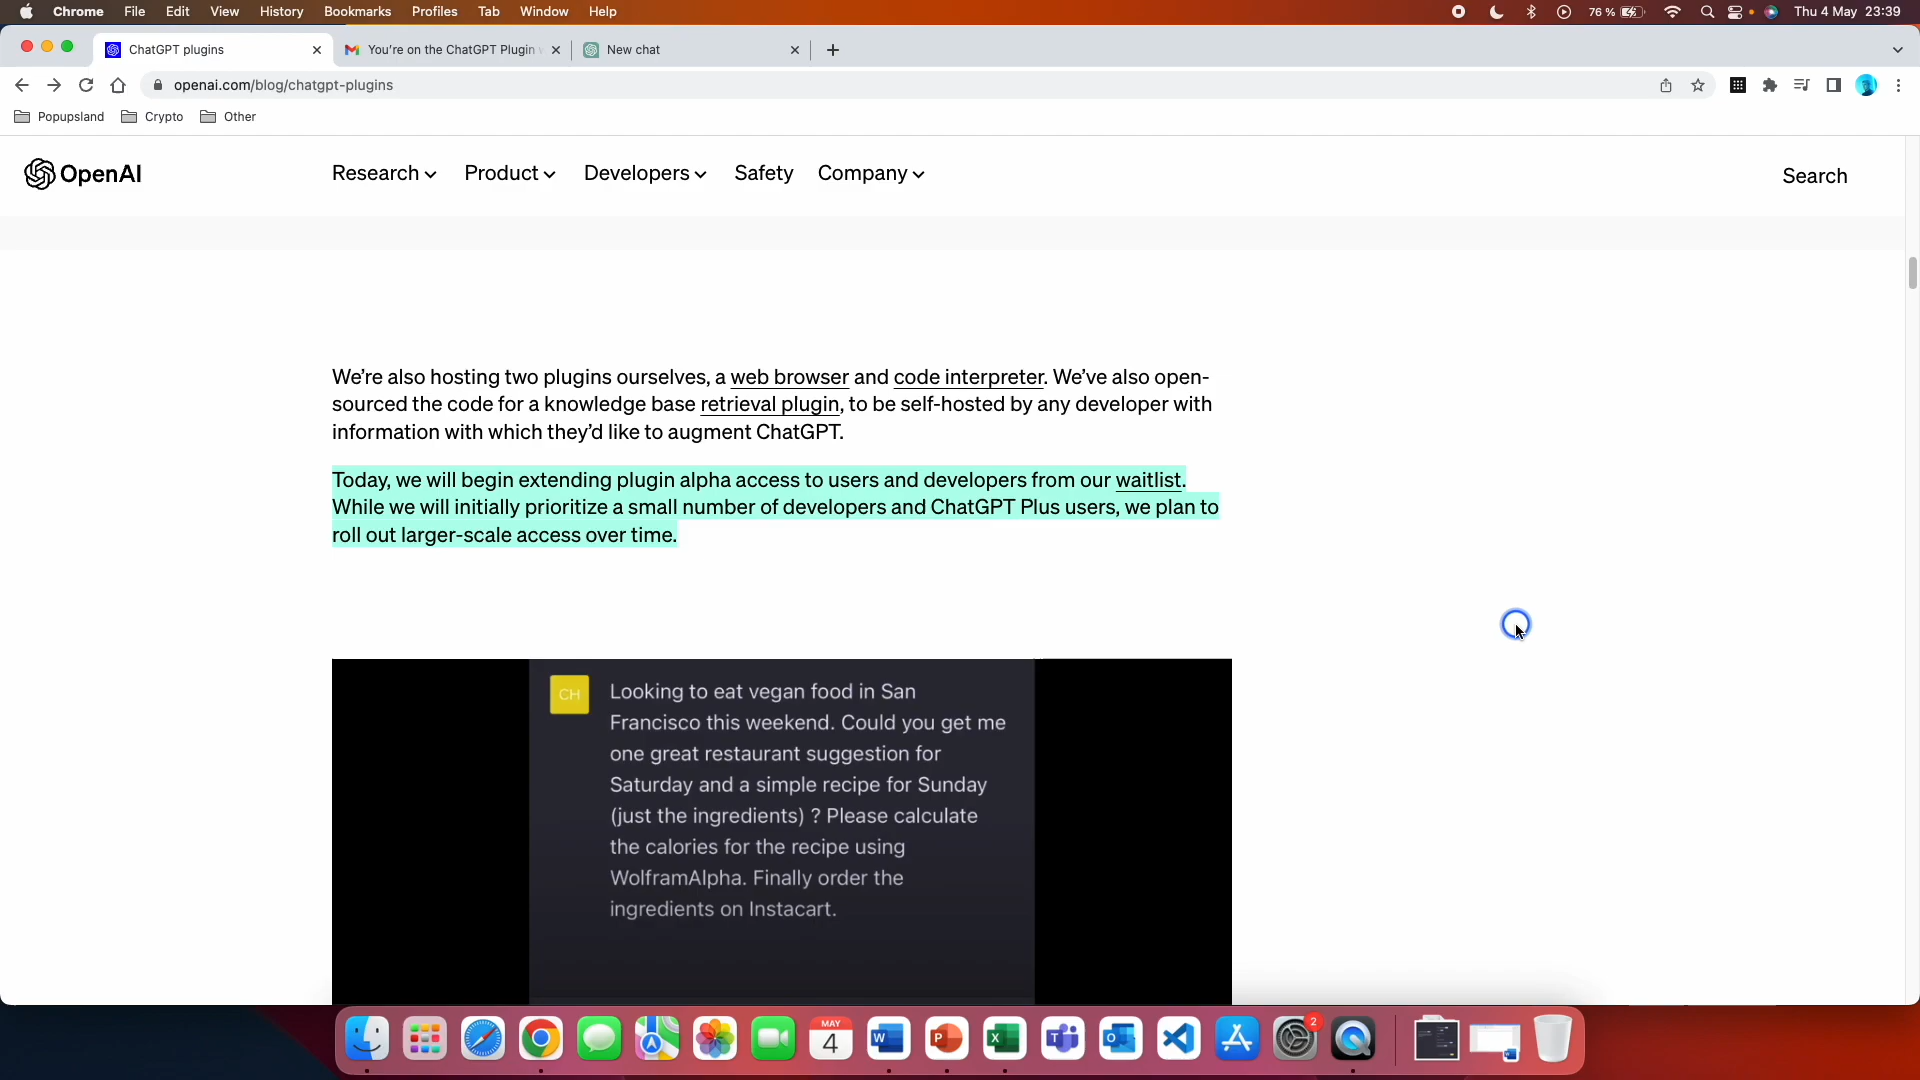 Chrome File Edit View History Bookmarks Profiles Tab Window Help 76 % Thu 4 May 23:39
ChatGPT plugins You're on the ChatGPT Plugin New chat
openai.com/blog/chatgpt-plugins
Popupsland Crypto Other
OpenAI Research Product Developers Safety Company Search
We're also hosting two plugins ourselves, a web browser and code interpreter. We've also open-
sourced the code for a knowledge base retrieval plugin, to be self-hosted by any developer with
information with which they'd like to augment ChatGPT.
Today, we will begin extending plugin alpha access to users and developers from our waitlist.
While we will initially prioritize a small number of developers and ChatGPT Plus users, we plan to
roll out larger-scale access over time.
CH Looking to eat vegan food in San
Francisco this weekend. Could you get me
one great restaurant suggestion for
Saturday and a simple recipe for Sunday
(just the ingredients) ? Please calculate
the calories for the recipe using
WolframAlpha. Finally order the
ingredients on Instacart.
MAY
4
W P X T O 2